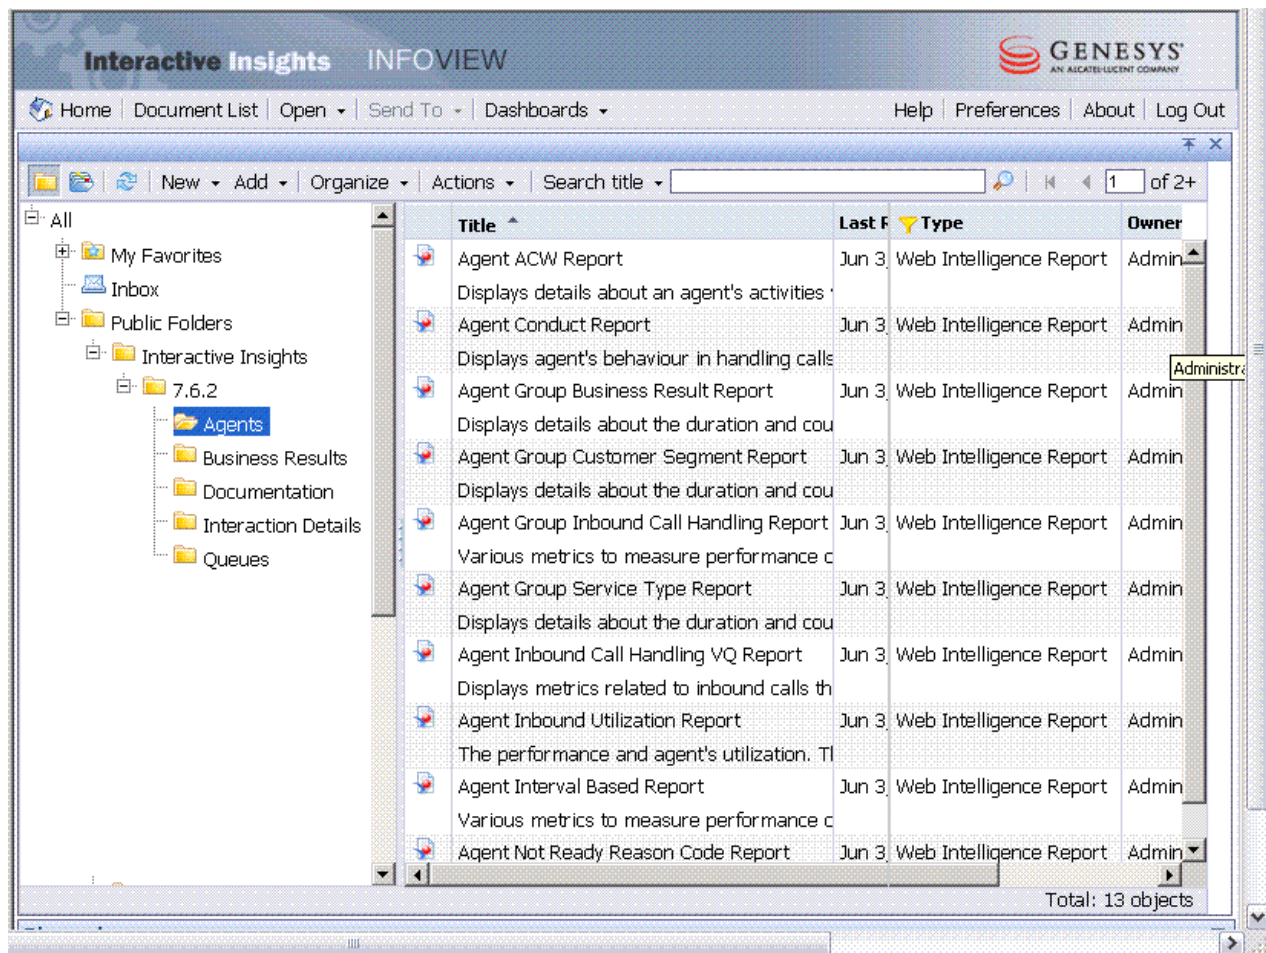 Interactive Insights INFOVIEW
GENESYS
AN ALCATEL-LUCENT COMPANY
Home Document List Open Send To Dashboards Help Preferences About Log Out
New Add Organize Actions Search title 1 of 2+
All
My Favorites
Inbox
Public Folders
Interactive Insights
7.6.2
Agents
Business Results
Documentation
Interaction Details
Queues
Title Last Type Owner
Agent ACW Report Jun 3, Web Intelligence Report Admin
Displays details about an agent's activities
Agent Conduct Report Jun 3, Web Intelligence Report Admin
Displays agent's behaviour in handling calls
Administra
Agent Group Business Result Report Jun 3, Web Intelligence Report Admin
Displays details about the duration and cou
Agent Group Customer Segment Report Jun 3, Web Intelligence Report Admin
Displays details about the duration and cou
Agent Group Inbound Call Handling Report Jun 3, Web Intelligence Report Admin
Various metrics to measure performance
Agent Group Service Type Report Jun 3, Web Intelligence Report Admin
Displays details about the duration and cou
Agent Inbound Call Handling VQ Report Jun 3, Web Intelligence Report Admin
Displays metrics related to inbound calls th
Agent Inbound Utilization Report Jun 3, Web Intelligence Report Admin
The performance and agent's utilization.
Agent Interval Based Report Jun 3, Web Intelligence Report Admin
Various metrics to measure performance
Agent Not Ready Reason Code Report Jun 3, Web Intelligence Report Admin
Total: 13 objects